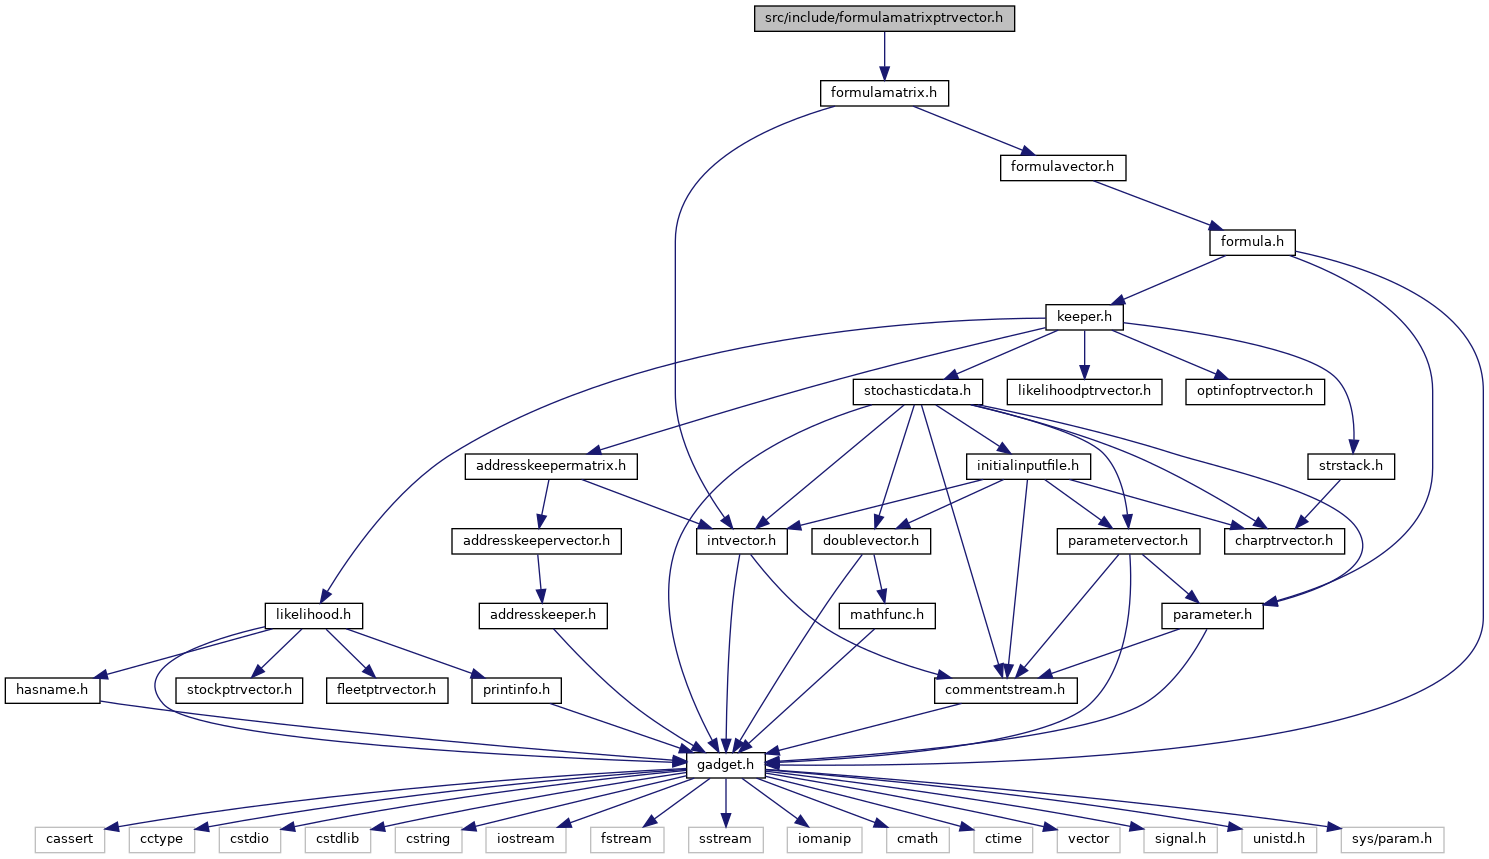 src/include/formulamatrixptrvector.h
formulamatrix.h
formulavector.h
formula.h
keeper.h
stochasticdata.h
likelihoodptrvector.h
optinfoptrvector.h
addresskeepermatrix.h
initialinputfile.h
strstack.h
addresskeepervector.h
intvector.h
doublevector.h
parametervector.h
charptrvector.h
likelihood.h
addresskeeper.h
mathfunc.h
parameter.h
hasname.h
stockptrvector.h
fleetptrvector.h
printinfo.h
commentstream.h
gadget.h
cassert
cctype
cstdio
cstdlib
cstring
iostream
fstream
sstream
iomanip
cmath
ctime
vector
signal.h
unistd.h
sys/param.h